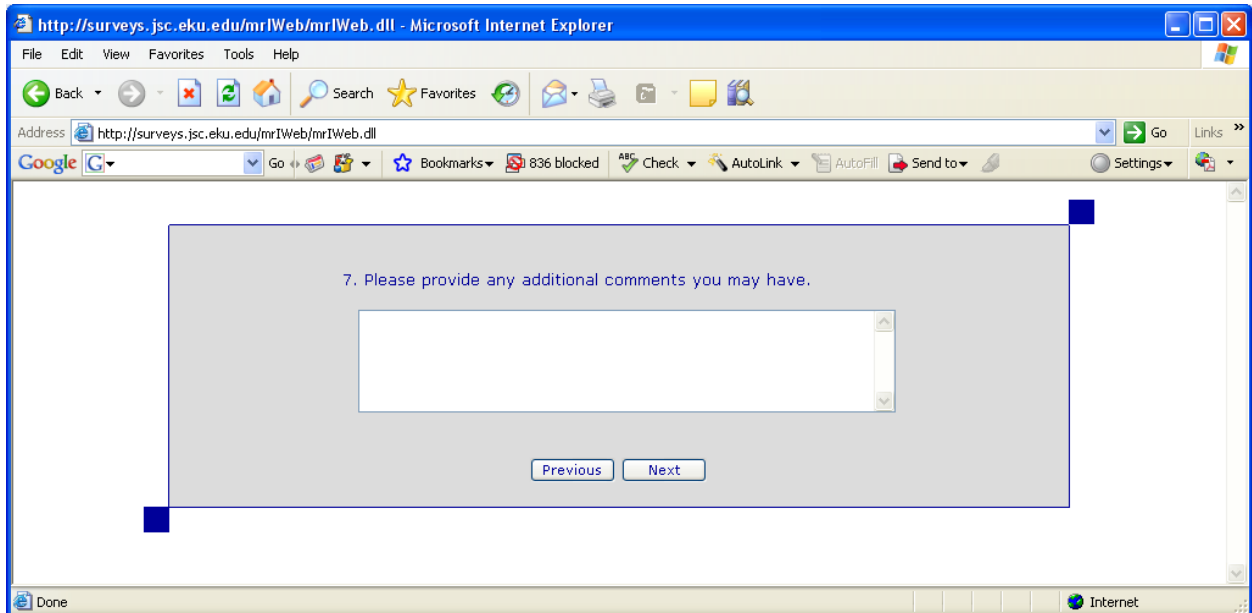 http://surveys.jsc.eku.edu/mrIWeb/mrIWeb.dll - Microsoft Internet Explorer
File Edit View Favorites Tools Help
Back Search Favorites
Address http://surveys.jsc.eku.edu/mrIWeb/mrIWeb.dll Go Links »
Google G Go Bookmarks 836 blocked ABC Check AutoLink AutoFill Send to Settings
7. Please provide any additional comments you may have.
Previous Next
Done Internet